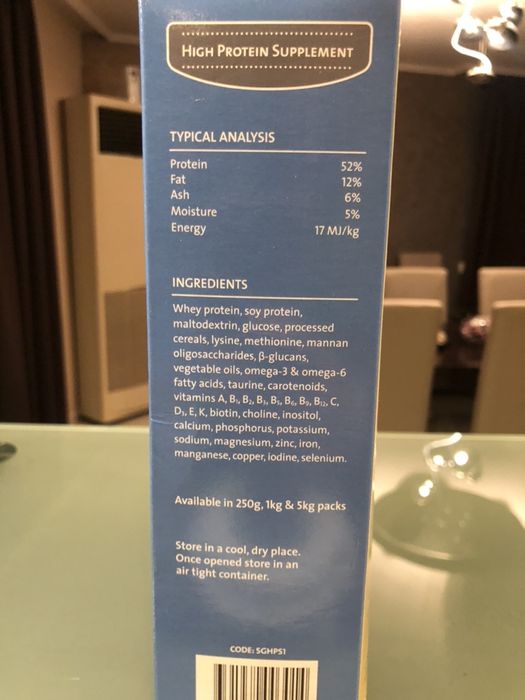 HIGH PROTEIN SUPPLEMENT
TYPICAL ANALYSIS
Protein 52%
Fat 12%
Ash 6%
Moisture 5%
Energy 17 MJ/kg
INGREDIENTS
Whey protein, soy protein,
maltodextrin, glucose, processed
cereals, lysine, methionine, mannan
oligosaccharides, β-glucans,
vegetable oils, omega-3 & omega-6
fatty acids, taurine, carotenoids,
vitamins A, B₁, B₂, B₃, B₅, B₆, B₉, B₁₂, C,
D₃, E, K, biotin, choline, inositol,
calcium, phosphorus, potassium,
sodium, magnesium, zinc, iron,
manganese, copper, iodine, selenium.
Available in 250g, 1kg & 5kg packs
Store in a cool, dry place.
Once opened store in an
air tight container.
CODE: SGHPS1